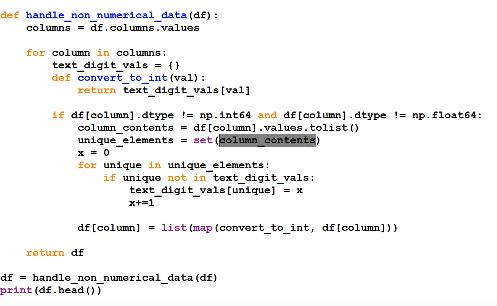 def handle_non_numerical_data(df):
    columns = df.columns.values

    for column in columns:
        text_digit_vals = {}
        def convert_to_int(val):
            return text_digit_vals[val]

        if df[column].dtype != np.int64 and df[column].dtype != np.float64:
            column_contents = df[column].values.tolist()
            unique_elements = set(column_contents)
            x = 0
            for unique in unique_elements:
                if unique not in text_digit_vals:
                    text_digit_vals[unique] = x
                    x+=1

            df[column] = list(map(convert_to_int, df[column]))

    return df

df = handle_non_numerical_data(df)
print(df.head())